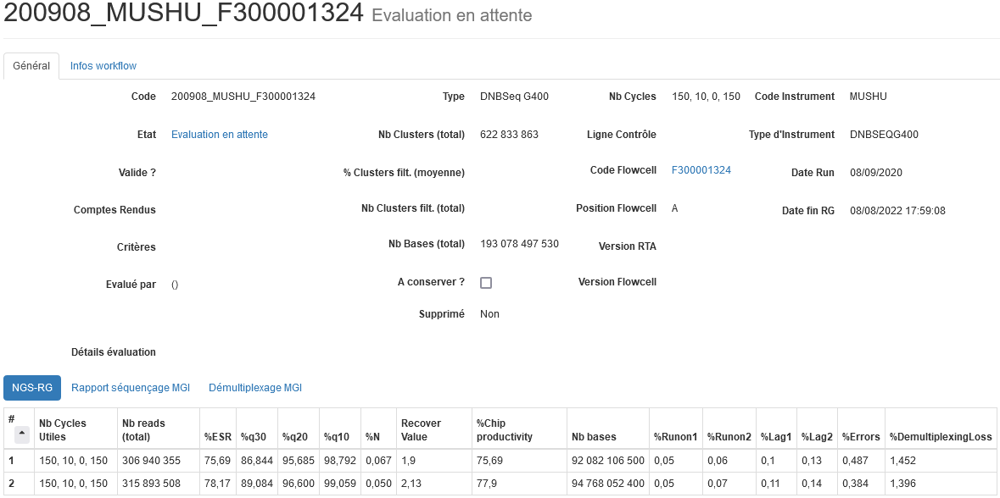 200908_MUSHU_F300001324 Evaluation en attente
Général Infos workflow
Code 200908_MUSHU_F300001324 Type DNBSeq G400 Nb Cycles 150, 10, 0, 150 Code Instrument MUSHU
Etat Evaluation en attente Nb Clusters (total) 622 833 863 Ligne Contrôle Type d'Instrument DNBSEQG400
Valide ? % Clusters filt. (moyenne) Code Flowcell F300001324 Date Run 08/09/2020
Comptes Rendus Nb Clusters filt. (total) Position Flowcell A Date fin RG 08/08/2022 17:59:08
Critères Nb Bases (total) 193 078 497 530 Version RTA
Evalué par () A conserver ? Version Flowcell
Supprimé Non
Détails évaluation
NGS-RG Rapport séquençage MGI Démultiplexage MGI
# Nb Cycles Utiles Nb reads (total) %ESR %q30 %q20 %q10 %N Recover Value %Chip productivity Nb bases %Runon1 %Runon2 %Lag1 %Lag2 %Errors %DemultiplexingLoss
1 150, 10, 0, 150 306 940 355 75,69 86,844 95,685 98,792 0,067 1,9 75,69 92 082 106 500 0,05 0,06 0,1 0,13 0,487 1,452
2 150, 10, 0, 150 315 893 508 78,17 89,084 96,600 99,059 0,050 2,13 77,9 94 768 052 400 0,05 0,07 0,11 0,14 0,384 1,396